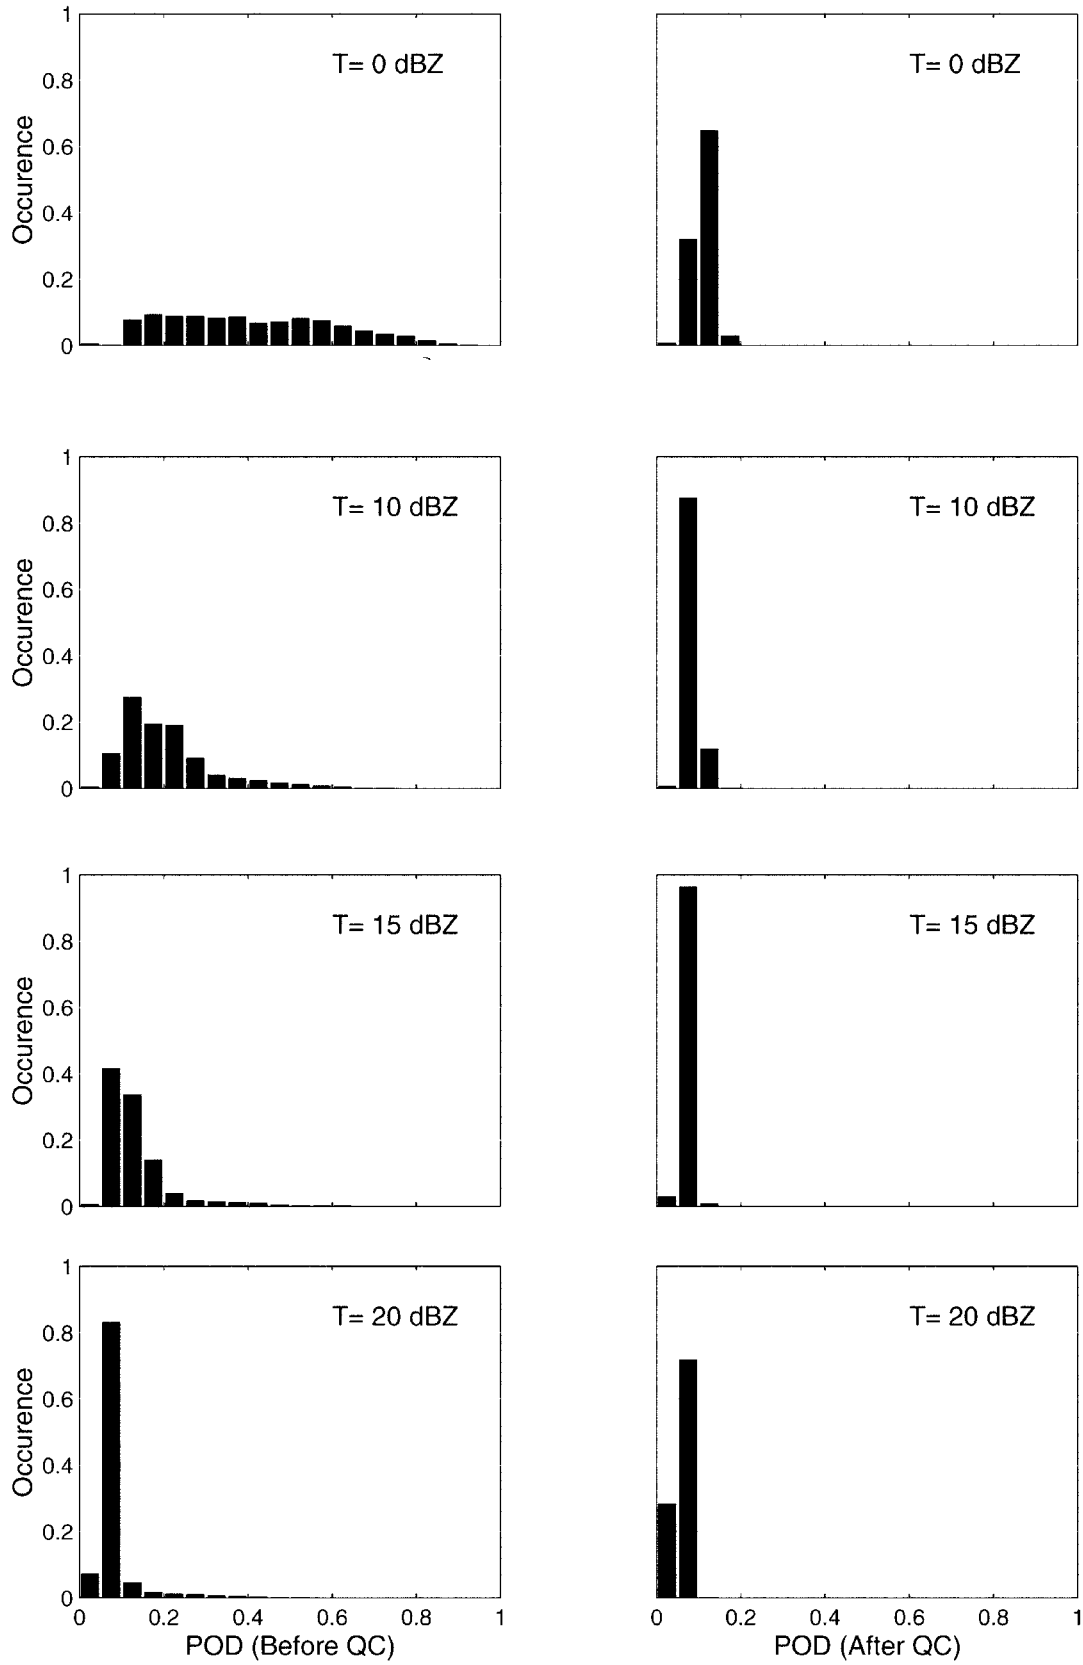 1
0.8
0.6
0.4
0.2
0
Occurence
T= 0 dBZ
T= 0 dBZ
1
0.8
0.6
0.4
0.2
0
Occurence
T= 10 dBZ
T= 10 dBZ
1
0.8
0.6
0.4
0.2
0
Occurence
T= 15 dBZ
T= 15 dBZ
1
0.8
0.6
0.4
0.2
0
Occurence
T= 20 dBZ
T= 20 dBZ
0 0.2 0.4 0.6 0.8 1
POD (Before QC)
0 0.2 0.4 0.6 0.8 1
POD (After QC)